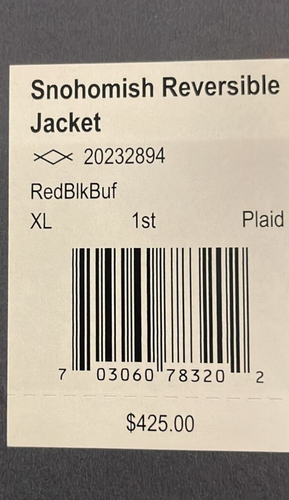 Snohomish Reversible
Jacket
20232894
RedBlkBuf
XL 1st Plaid
7 03060 78320 2
$425.00